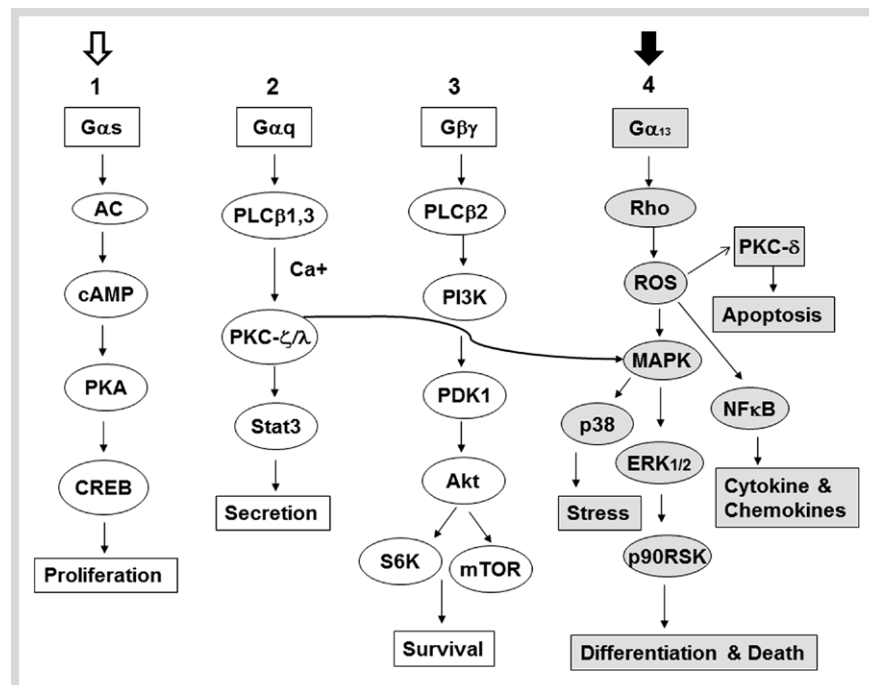 1
2
3
4
Gαs
Gαq
Gβγ
Gα13
AC
PLCβ1,3
PLCβ2
Rho
PKC-δ
Ca+
cAMP
PI3K
ROS
Apoptosis
PKC-ζ/λ
MAPK
PKA
PDK1
p38
NFκB
Stat3
ERK1/2
CREB
Akt
Cytokine &
Chemokines
Secretion
Stress
S6K
mTOR
p90RSK
Proliferation
Survival
Differentiation & Death